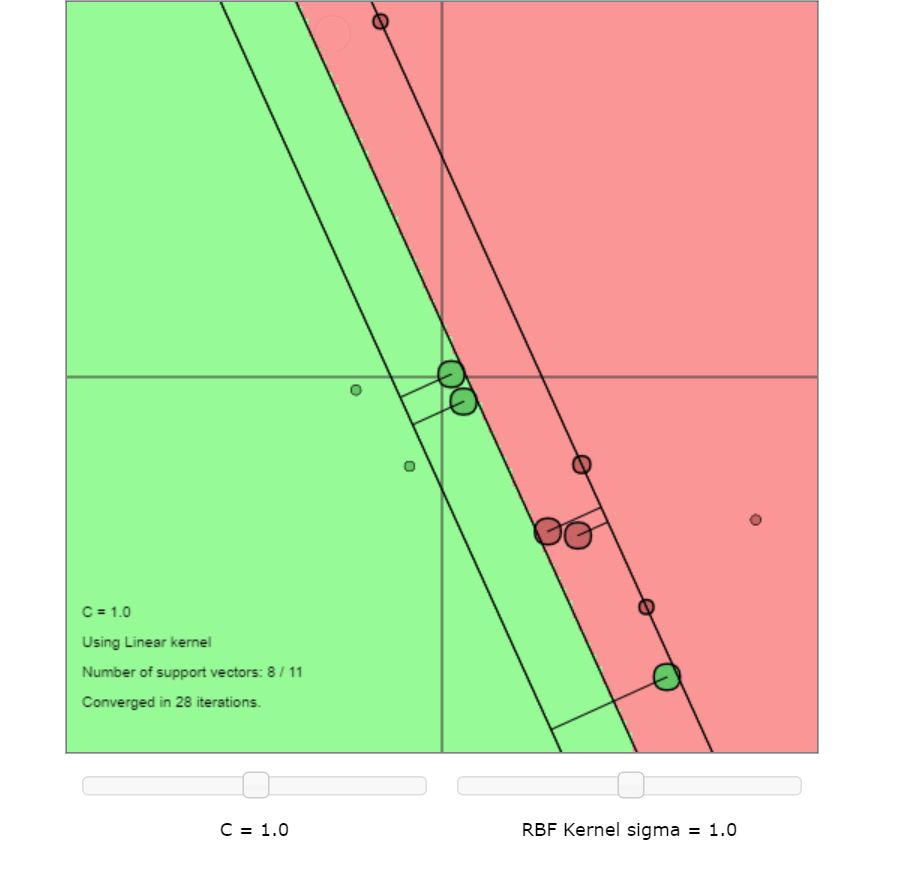 C = 1.0
Using Linear kernel
Number of support vectors: 8 / 11
Converged in 28 iterations.
C = 1.0
RBF Kernel sigma = 1.0